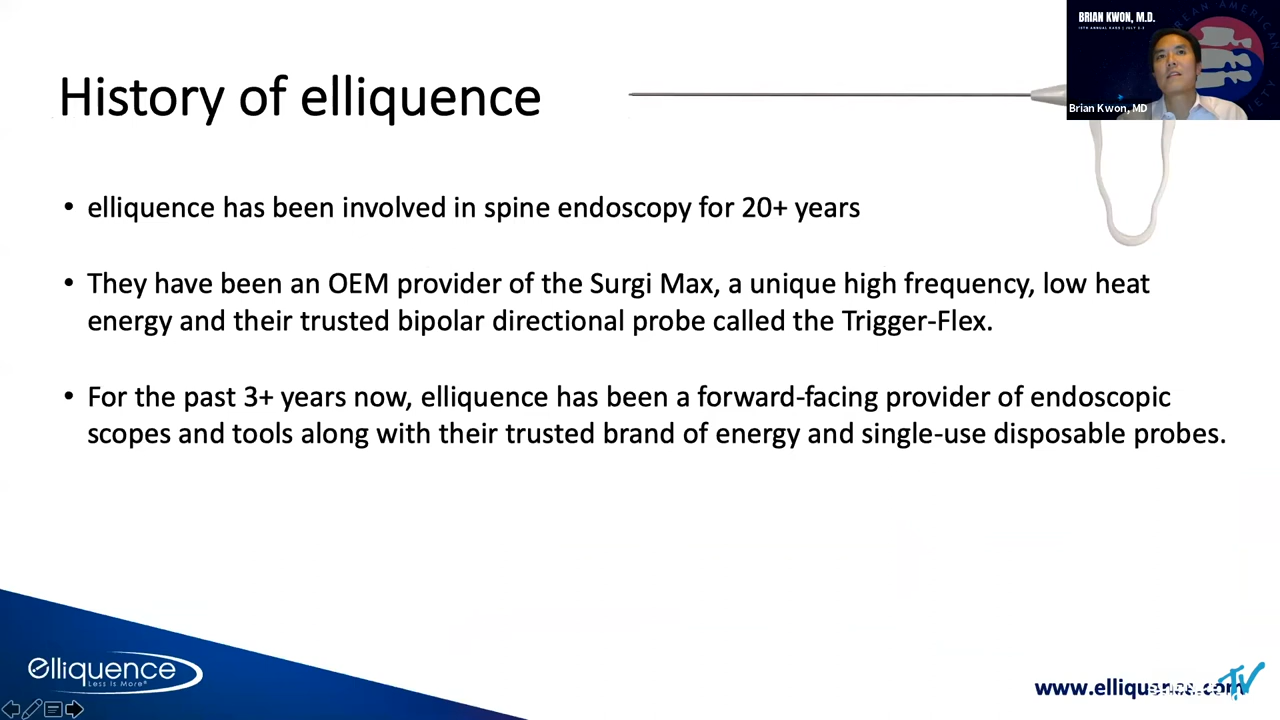 BRIAN KWON, M.D.
Brian Kwon, MD
History of elliquence
• elliquence has been involved in spine endoscopy for 20+ years
• They have been an OEM provider of the Surgi Max, a unique high frequency, low heat
energy and their trusted bipolar directional probe called the Trigger-Flex.
• For the past 3+ years now, elliquence has been a forward-facing provider of endoscopic
scopes and tools along with their trusted brand of energy and single-use disposable probes.
elliquence
Less Is More®
www.elliquence.com
TV